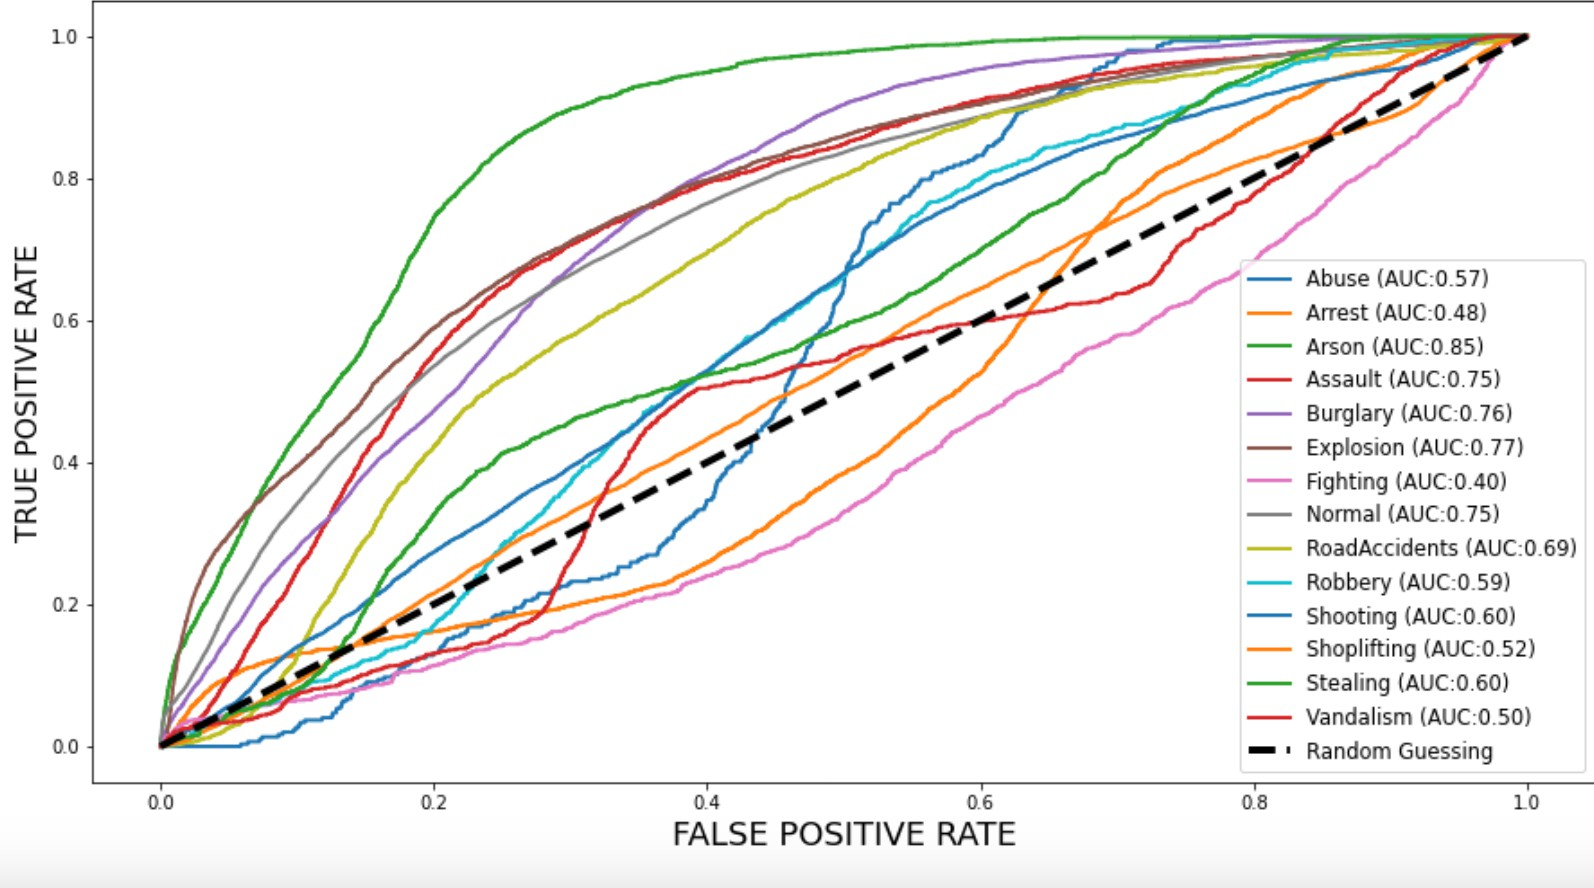 TRUE POSITIVE RATE
1.0
0.8
0.6
0.4
0.2
0.0
0.0 0.2 0.4 0.6 0.8 1.0
FALSE POSITIVE RATE
Abuse (AUC:0.57)
Arrest (AUC:0.48)
Arson (AUC:0.85)
Assault (AUC:0.75)
Burglary (AUC:0.76)
Explosion (AUC:0.77)
Fighting (AUC:0.40)
Normal (AUC:0.75)
RoadAccidents (AUC:0.69)
Robbery (AUC:0.59)
Shooting (AUC:0.60)
Shoplifting (AUC:0.52)
Stealing (AUC:0.60)
Vandalism (AUC:0.50)
Random Guessing